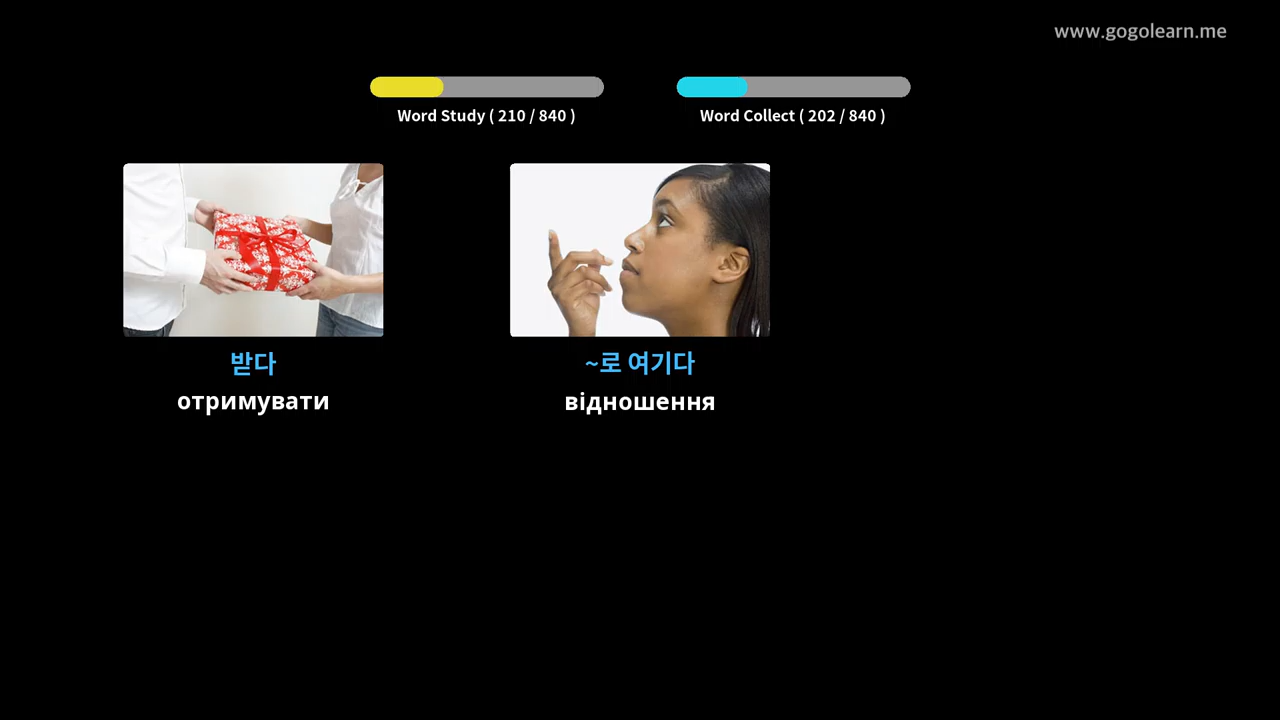 www.gogolearn.me
Word Study ( 210 / 840 )
Word Collect ( 202 / 840 )
받다
~로 여기다
отримувати
відношення